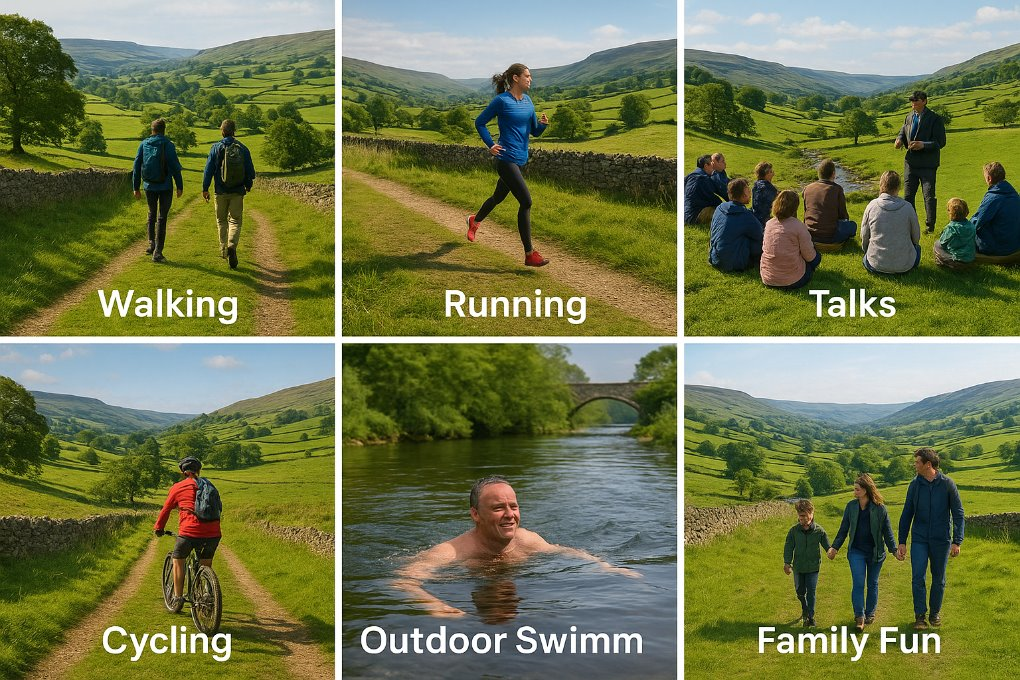 Walking
Running
Talks
Cycling
Outdoor Swimm
Family Fun